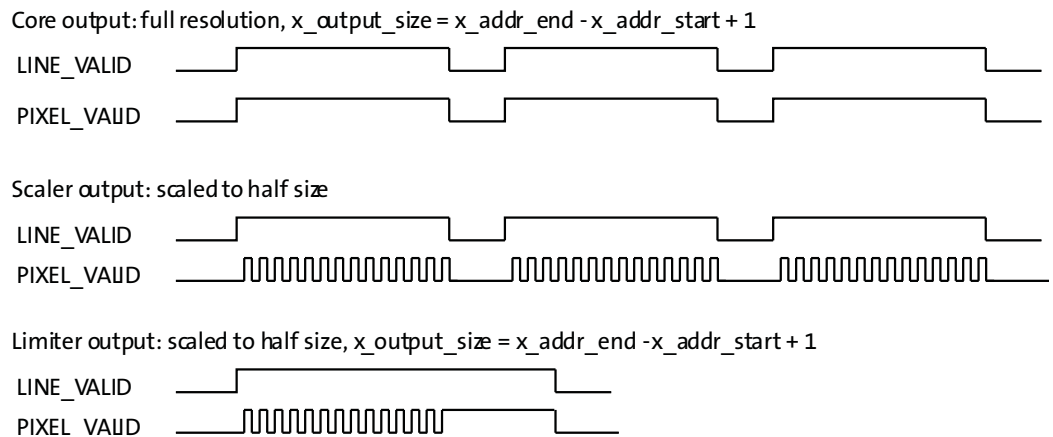 Core output: full resolution, x_output_size = x_addr_end - x_addr_start + 1
LINE_VALID
PIXEL_VALID
Scaler output: scaled to half size
LINE_VALID
PIXEL_VALID
Limiter output: scaled to half size, x_output_size = x_addr_end - x_addr_start + 1
LINE_VALID
PIXEL_VALID